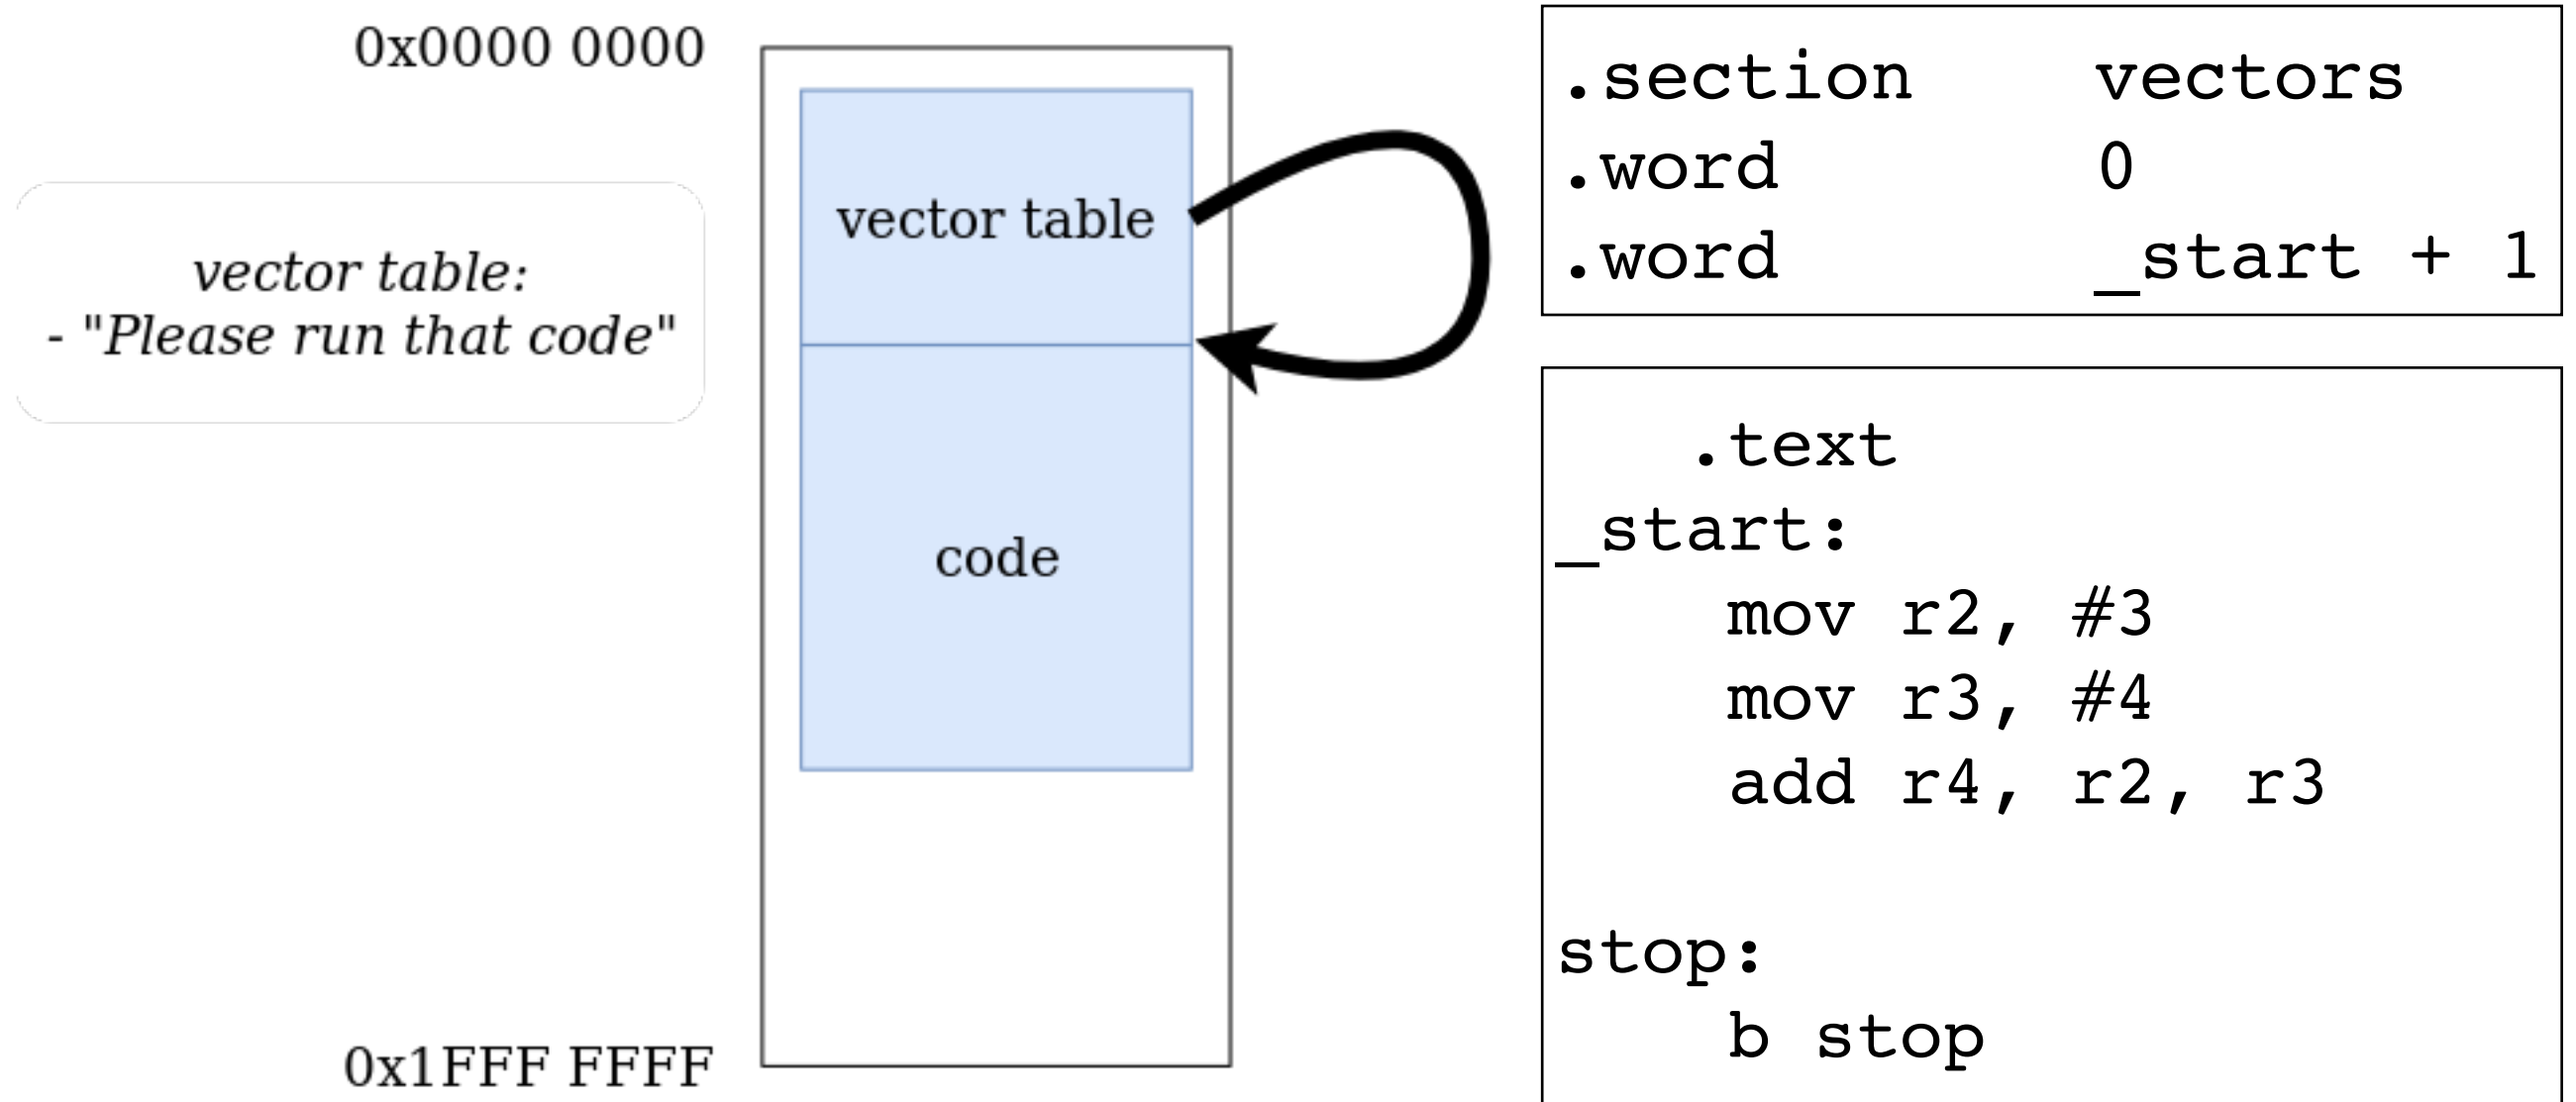 0x0000 0000
vector table:
- "Please run that code"
0x1FFF FFFF
vector table
code
.section vectors
.word 0
.word _start + 1
.text
_start:
mov r2, #3
mov r3, #4
add r4, r2, r3
stop:
b stop